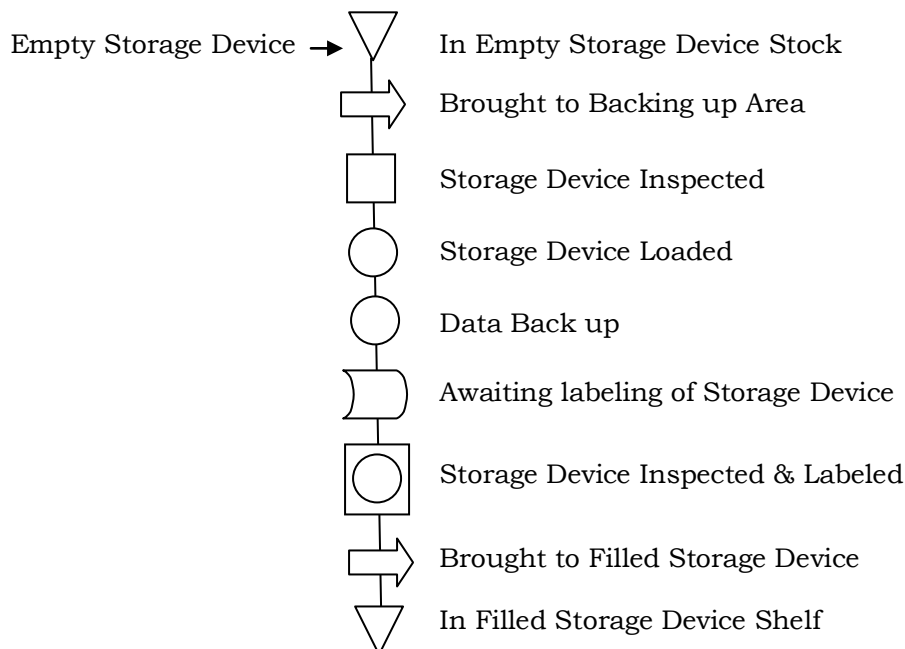 Empty Storage Device
In Empty Storage Device Stock
Brought to Backing up Area
Storage Device Inspected
Storage Device Loaded
Data Back up
Awaiting labeling of Storage Device
Storage Device Inspected & Labeled
Brought to Filled Storage Device
In Filled Storage Device Shelf